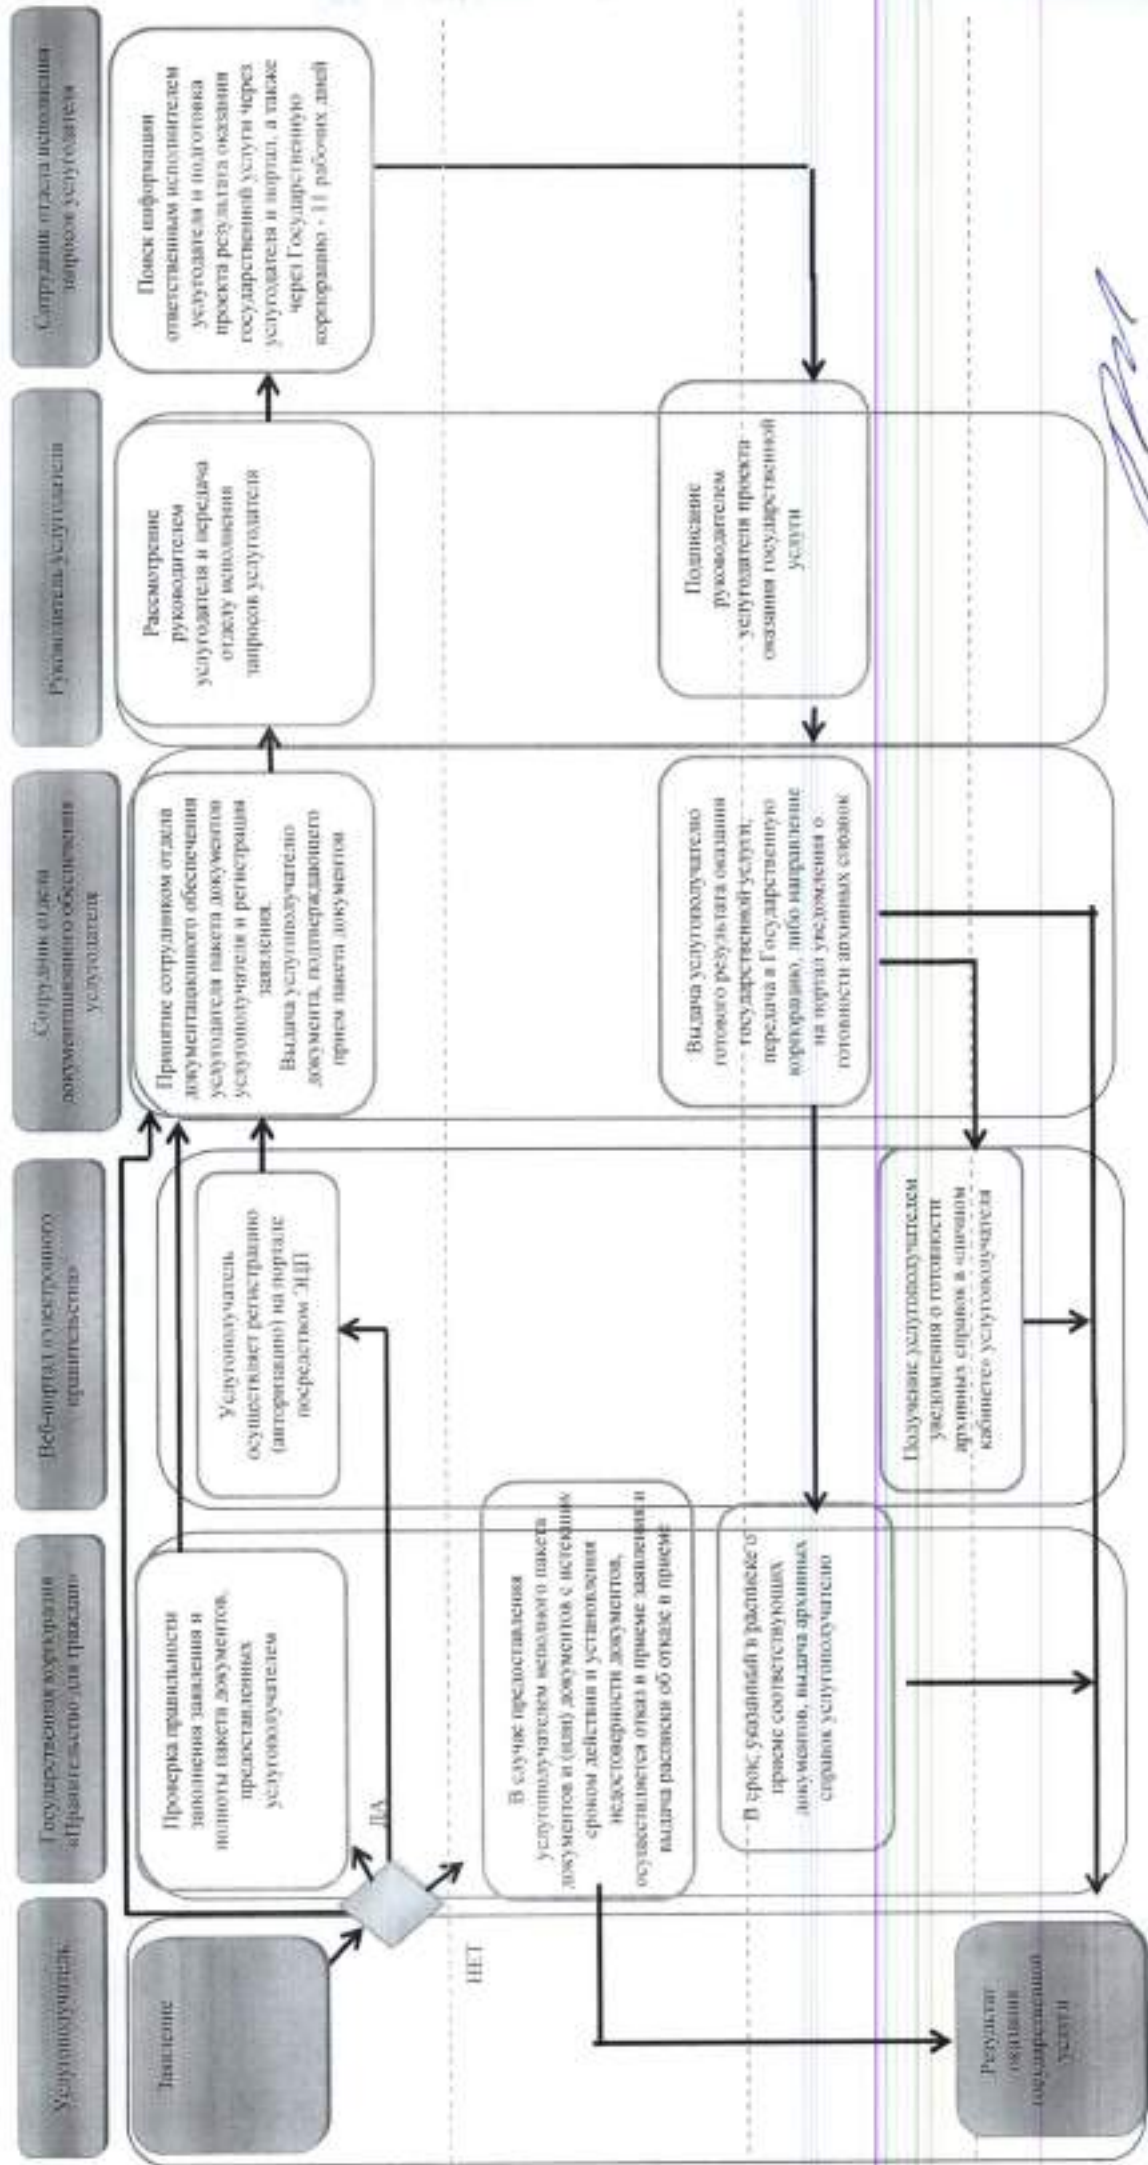 Услугополучатель
Государственная корпорация
«Правительство для граждан»
Веб-портал «электронного
правительства»
Сотрудник отдела
документационного обеспечения
услугодателя
Руководитель услугодателя
Сотрудник отдела исполнения
запросов услугодателя
Заявление
Проверка правильности
заполнения заявления и
полноты пакета документов,
предоставленных
услугополучателем
Услугополучатель
осуществляет регистрацию
(авторизацию) на портале
посредством ЭЦП
Принятие сотрудником отдела
документационного обеспечения
услугодателя пакета документов
услугополучателя и регистрация
заявления.
Выдача услугополучателю
документа, подтверждающего
прием пакета документов
Рассмотрение
руководителем
услугодателя и передача
отделу исполнения
запросов услугодателя
Поиск информации
ответственным исполнителем
услугодателя и подготовка
проекта результата оказания
государственной услуги через
услугодателя и портал, а также
через Государственную
корпорацию - 11 рабочих дней
ДА
НЕТ
В случае предоставления
услугополучателем неполного пакета
документов и (или) документов с истекшим
сроком действия и установления
недостоверности документов,
осуществляется отказ в приеме заявления и
выдача расписки об отказе в приеме
В срок, указанный в расписке о
приеме соответствующих
документов, выдача архивных
справок услугополучателю
Выдача услугополучателю
готового результата оказания
государственной услуги,
передача в Государственную
корпорацию, либо направление
на портал уведомления о
готовности архивных справок
Подписание
руководителем
услугодателя проекта
оказания государственной
услуги
Получение услугополучателем
уведомления о готовности
архивных справок в «личном
кабинете» услугополучателя
Результат
оказания
государственной
услуги